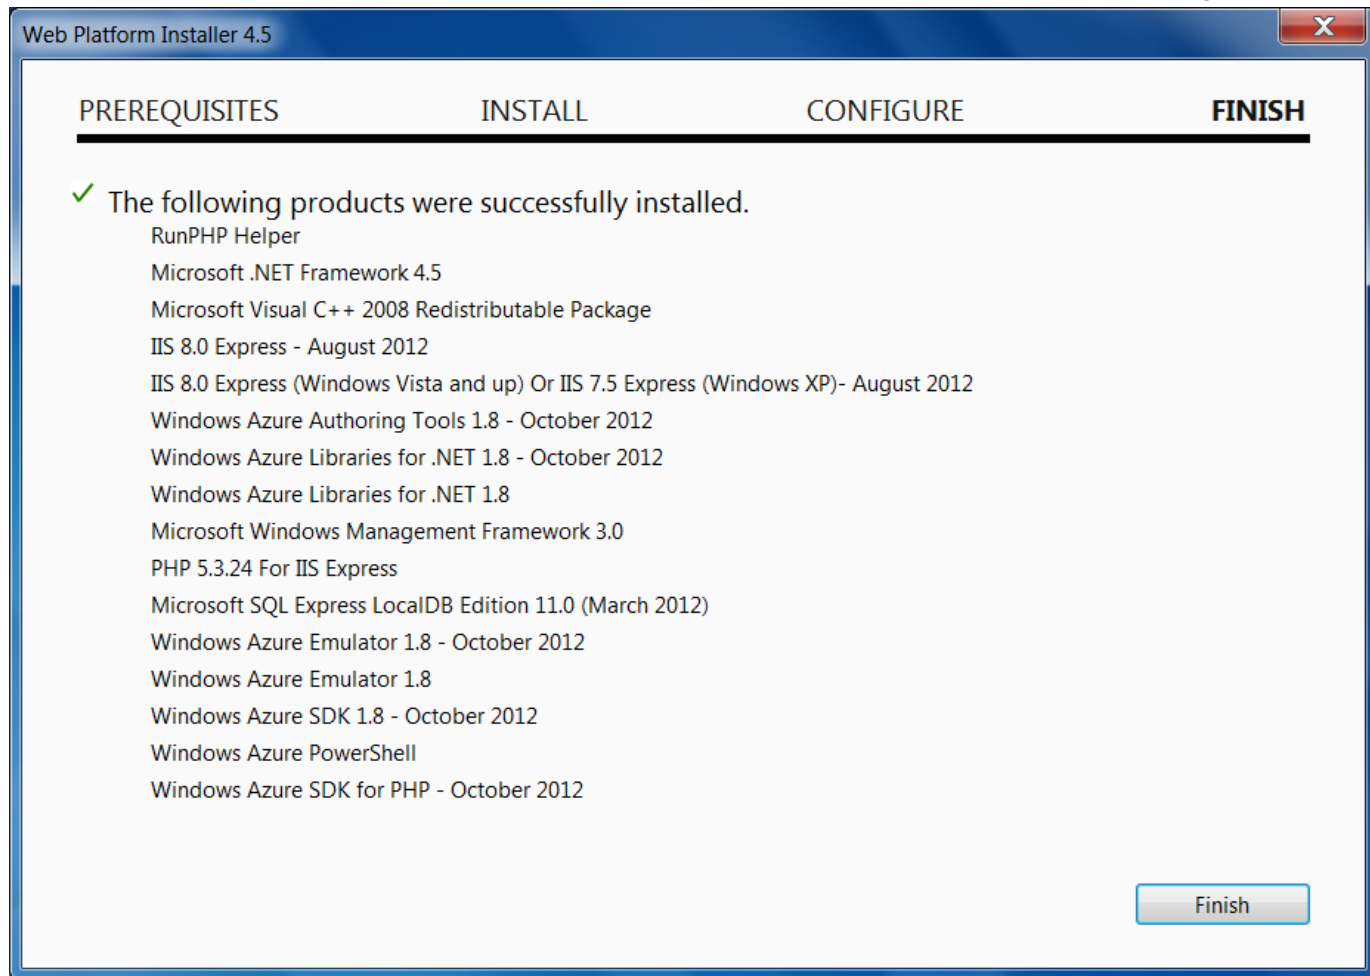 Web Platform Installer 4.5
X
PREREQUISITES INSTALL CONFIGURE FINISH
The following products were successfully installed.
RunPHP Helper
Microsoft .NET Framework 4.5
Microsoft Visual C++ 2008 Redistributable Package
IIS 8.0 Express - August 2012
IIS 8.0 Express (Windows Vista and up) Or IIS 7.5 Express (Windows XP)- August 2012
Windows Azure Authoring Tools 1.8 - October 2012
Windows Azure Libraries for .NET 1.8 - October 2012
Windows Azure Libraries for .NET 1.8
Microsoft Windows Management Framework 3.0
PHP 5.3.24 For IIS Express
Microsoft SQL Express LocalDB Edition 11.0 (March 2012)
Windows Azure Emulator 1.8 - October 2012
Windows Azure Emulator 1.8
Windows Azure SDK 1.8 - October 2012
Windows Azure PowerShell
Windows Azure SDK for PHP - October 2012
Finish